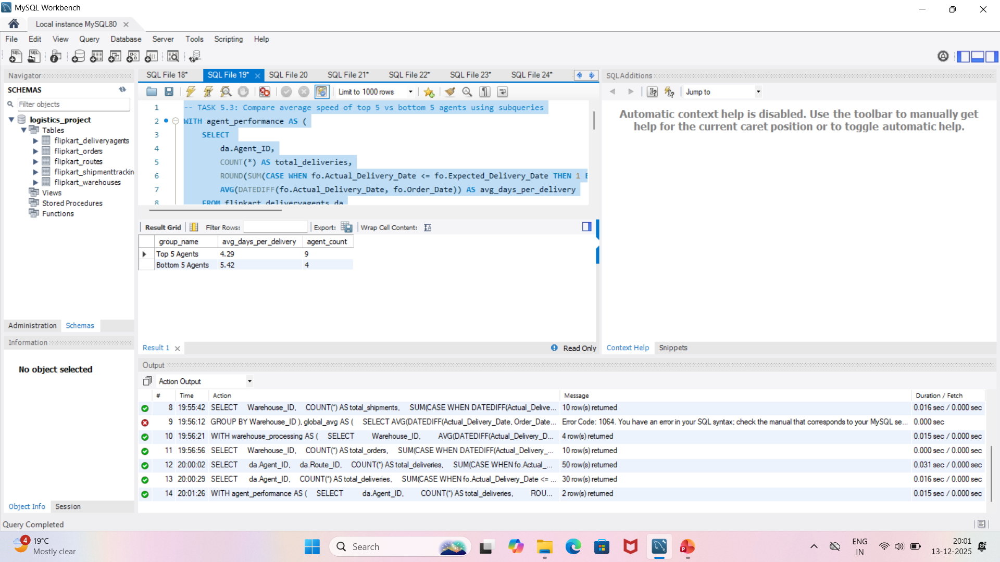 MySQL Workbench
Local instance MySQL80
File Edit View Query Database Server Tools Scripting Help
Navigator
SCHEMAS
Filter objects
logistics_project
Tables
flipkart_deliveryagents
flipkart_orders
flipkart_routes
flipkart_shipmenttrackin
flipkart_warehouses
Views
Stored Procedures
Functions
Administration Schemas
Information
No object selected
Object Info Session
Query Completed
SQL File 18* SQL File 19* SQL File 20 SQL File 21* SQL File 22* SQL File 23* SQL File 24*
Limit to 1000 rows
1 -- TASK 5.3: Compare average speed of top 5 vs bottom 5 agents using subqueries
2 WITH agent_performance AS (
3 SELECT
4 da.Agent_ID,
5 COUNT(*) AS total_deliveries,
6 ROUND(SUM(CASE WHEN fo.Actual_Delivery_Date <= fo.Expected_Delivery_Date THEN 1 E
7 AVG(DATEDIFF(fo.Actual_Delivery_Date, fo.Order_Date)) AS avg_days_per_delivery
8 FROM flipkart_deliveryagents da
Result Grid Filter Rows: Export: Wrap Cell Content:
group_name avg_days_per_delivery agent_count
Top 5 Agents 4.29 9
Bottom 5 Agents 5.42 4
Result 1 Read Only
SQLAdditions
Jump to
Automatic context help is disabled. Use the toolbar to manually get
help for the current caret position or to toggle automatic help.
Context Help Snippets
Output
Action Output
# Time Action Message Duration / Fetch
8 19:55:42 SELECT Warehouse_ID, COUNT(*) AS total_shipments, SUM(CASE WHEN DATEDIFF(Actual_Delive... 10 row(s) returned 0.016 sec / 0.000 sec
9 19:56:12 GROUP BY Warehouse_ID ), global_avg AS ( SELECT AVG(DATEDIFF(Actual_Delivery_Date, Order_Date... Error Code: 1064. You have an error in your SQL syntax; check the manual that corresponds to your MySQL se... 0.000 sec
10 19:56:21 WITH warehouse_processing AS ( SELECT Warehouse_ID, AVG(DATEDIFF(Actual_Delivery_D... 4 row(s) returned 0.015 sec / 0.000 sec
11 19:56:56 SELECT Warehouse_ID, COUNT(*) AS total_orders, SUM(CASE WHEN DATEDIFF(Actual_Delivery_... 10 row(s) returned 0.000 sec / 0.000 sec
12 20:00:02 SELECT da.Agent_ID, da.Route_ID, COUNT(*) AS total_deliveries, SUM(CASE WHEN fo.Actual_... 50 row(s) returned 0.031 sec / 0.000 sec
13 20:00:29 SELECT da.Agent_ID, COUNT(*) AS total_deliveries, SUM(CASE WHEN fo.Actual_Delivery_Date <= ... 30 row(s) returned 0.016 sec / 0.000 sec
14 20:01:26 WITH agent_performance AS ( SELECT da.Agent_ID, COUNT(*) AS total_deliveries, ROU... 2 row(s) returned 0.015 sec / 0.000 sec
4
19°C
Mostly clear
Search
ENG
IN
20:01
13-12-2025